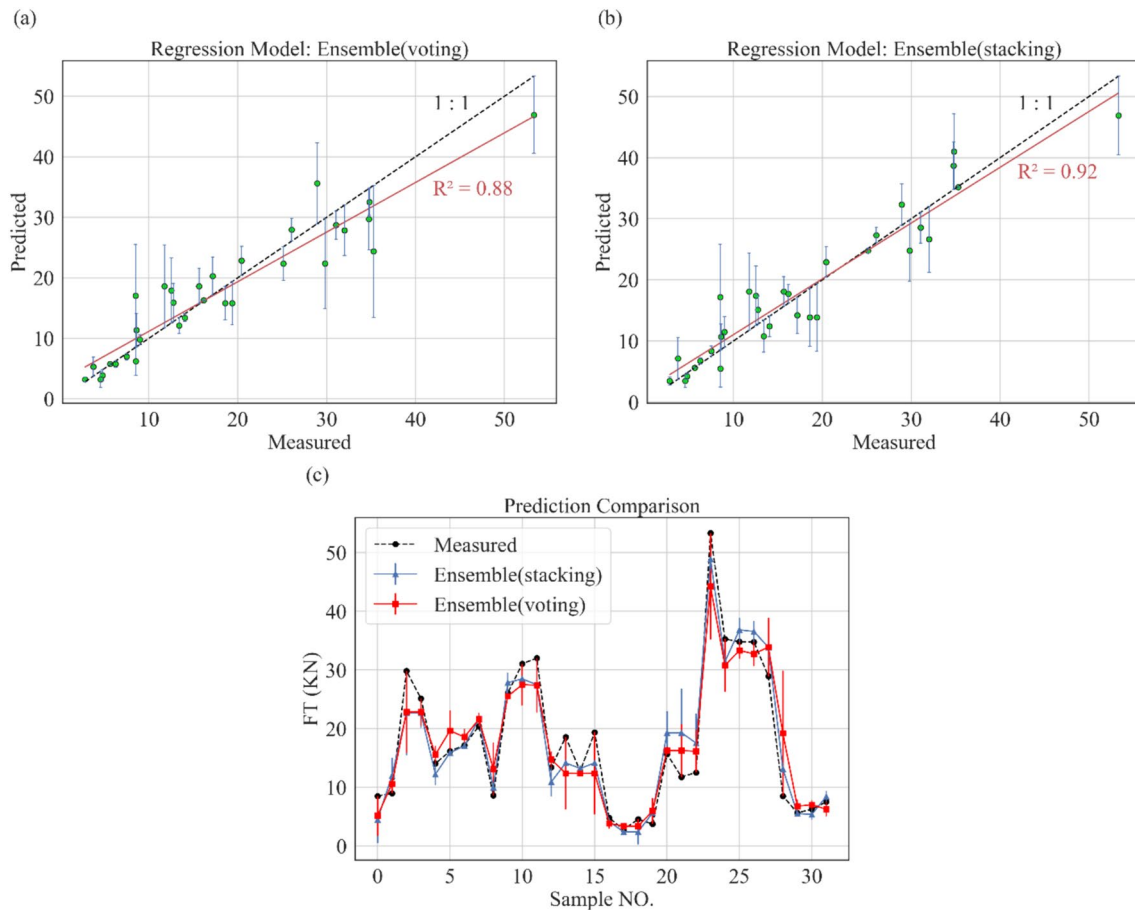 (a)
Regression Model: Ensemble(voting)
50
40
30
20
10
0
Predicted
1 : 1
R² = 0.88
10
20
30
40
50
Measured
(b)
Regression Model: Ensemble(stacking)
50
40
30
20
10
0
Predicted
1 : 1
R² = 0.92
10
20
30
40
50
Measured
(c)
Prediction Comparison
Measured
Ensemble(stacking)
Ensemble(voting)
50
40
30
20
10
0
FT (KN)
0
5
10
15
20
25
30
Sample NO.